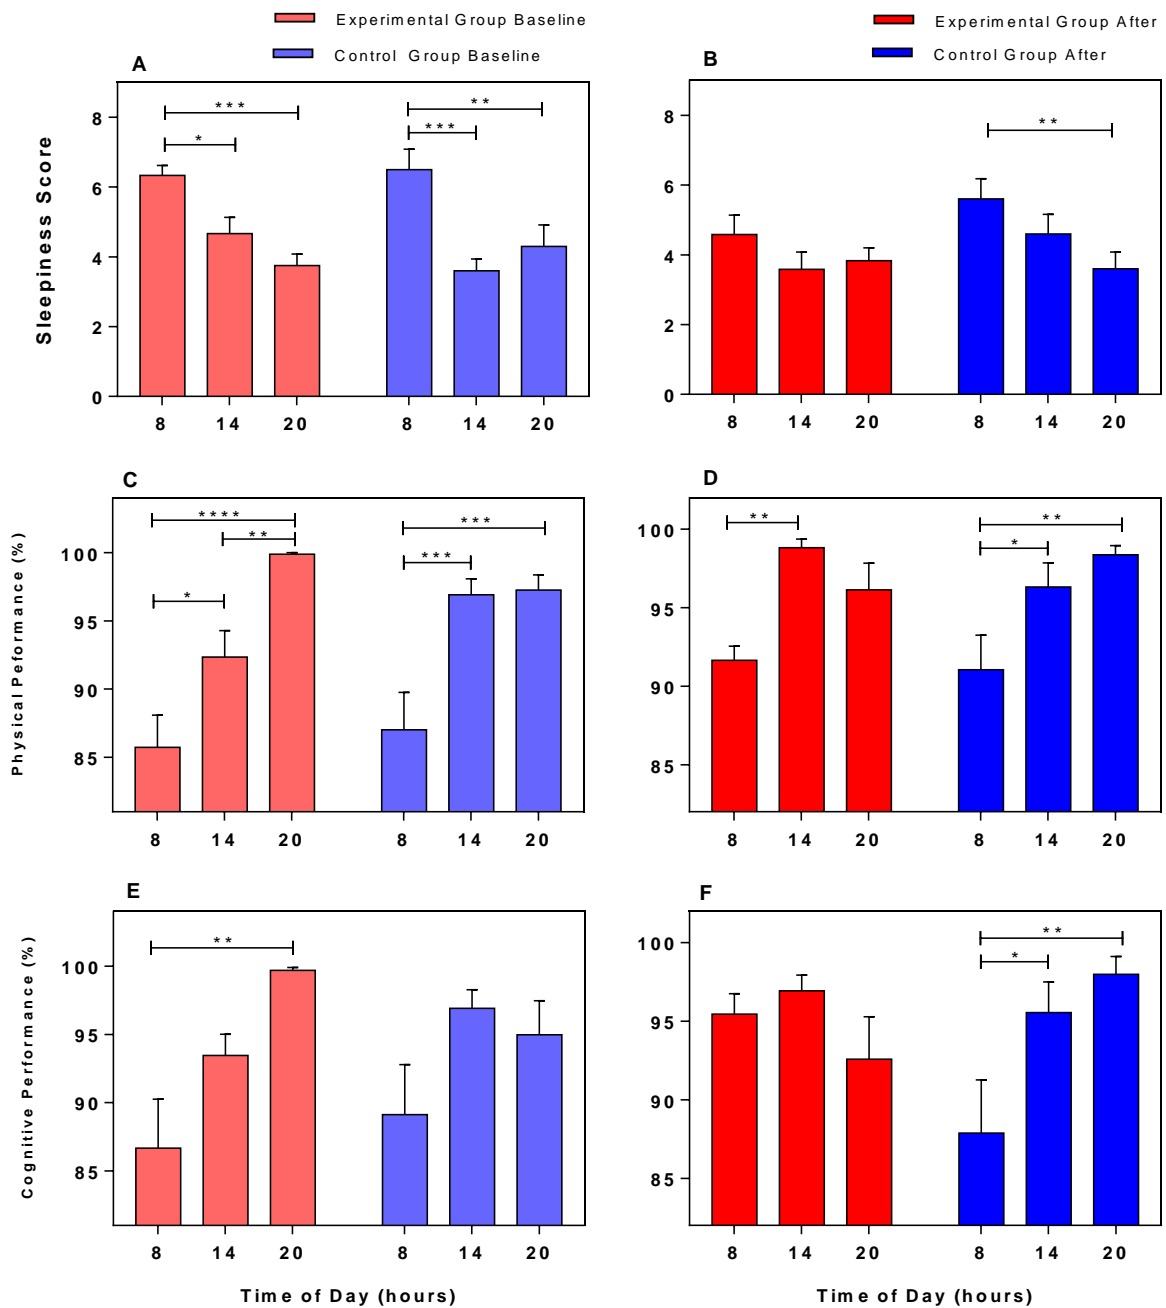 Experimental Group Baseline
Control Group Baseline
Experimental Group After
Control Group After
A
Sleepiness Score
8
6
4
2
0
***
*
**
***
8 14 20 8 14 20
B
8
6
4
2
0
**
8 14 20 8 14 20
C
Physical Peformance (%)
100
95
90
85
****
**
*
***
***
8 14 20 8 14 20
D
100
95
90
85
**
**
*
8 14 20 8 14 20
E
Cognitive Performance (%)
100
95
90
85
**
8 14 20 8 14 20
Time of Day (hours)
F
100
95
90
85
**
*
8 14 20 8 14 20
Time of Day (hours)